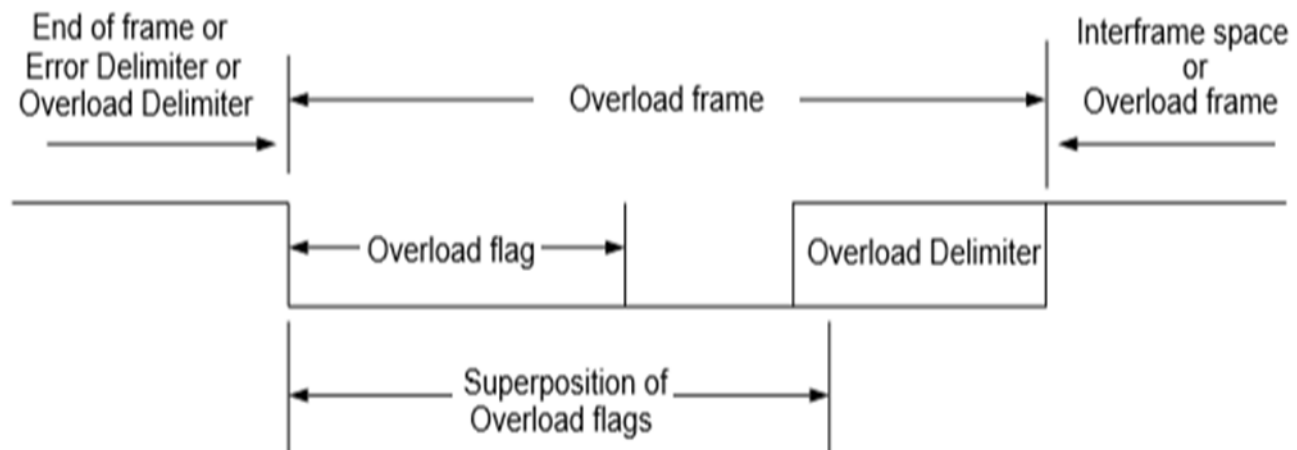 End of frame or
Error Delimiter or
Overload Delimiter
Overload frame
Interframe space
or
Overload frame
Overload flag
Overload Delimiter
Superposition of
Overload flags